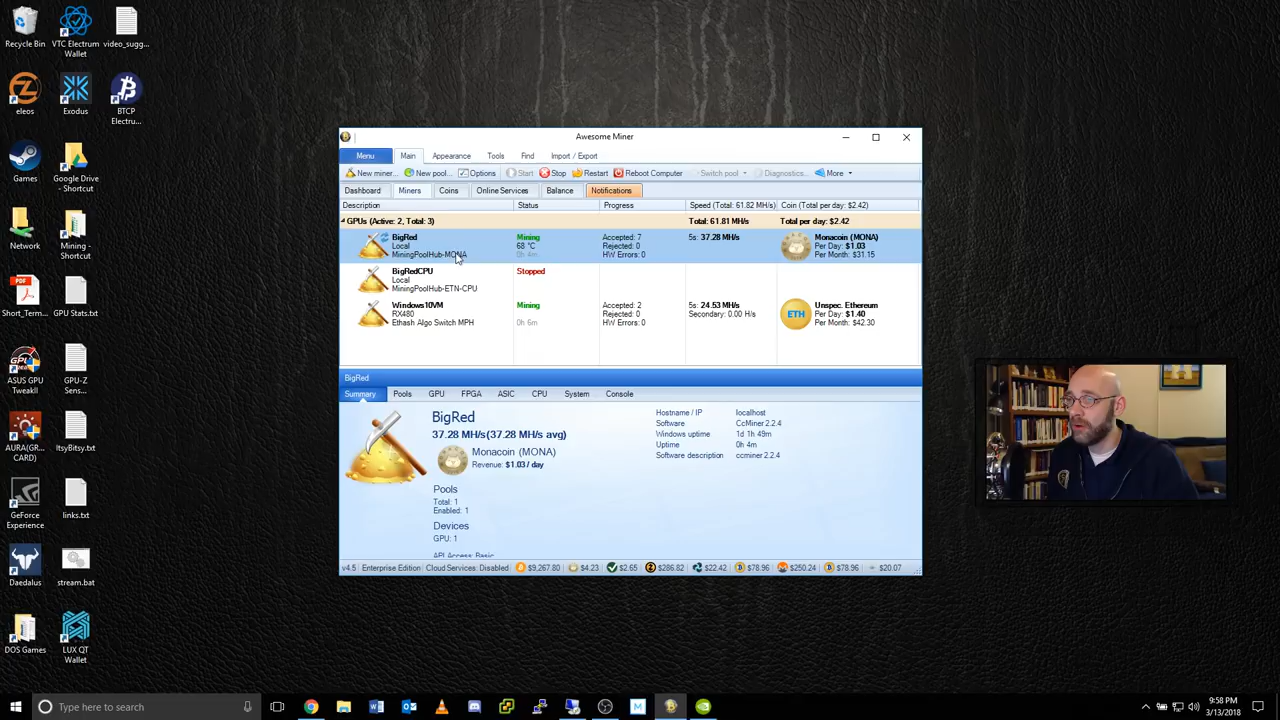 Recycle Bin
VTC Electrum
Wallet
video_sugg...
eleos
Exodus
BTCP
Electru...
Games
Google Drive
- Shortcut
Network
Mining -
Shortcut
PDF
Short_Term...
GPU Stats.txt
ASUS GPU
TweakII
GPU-Z
Sens...
AURA(GR...
CARD)
ItsyBitsy.txt
GeForce
Experience
links.txt
Daedalus
stream.bat
DOS Games
LUX QT
Wallet
Awesome Miner
Menu Main Appearance Tools Find Import / Export
New miner... New pool... Options Start Stop Restart Reboot Computer Switch pool Diagnostics... More
Dashboard Miners Coins Online Services Balance Notifications
Description Status Progress Speed (Total: 61.82 MH/s) Coin (Total per day: $2.42)
GPUs (Active: 2, Total: 3) Total: 61.81 MH/s Total per day: $2.42
BigRed Mining Accepted: 7 5s: 37.28 MH/s Monacoin (MONA)
Local 68 °C Rejected: 0 Per Day: $1.03
MiningPoolHub-MONA 0h 4m HW Errors: 0 Per Month: $31.15
BigRedCPU Stopped
Local
MiningPoolHub-ETN-CPU
Windows10VM Mining Accepted: 2 5s: 24.53 MH/s Unspec. Ethereum
RX480 Rejected: 0 Secondary: 0.00 H/s ETH Per Day: $1.40
Ethash Algo Switch MPH 0h 6m HW Errors: 0 Per Month: $42.30
BigRed
Summary Pools GPU FPGA ASIC CPU System Console
BigRed
37.28 MH/s(37.28 MH/s avg)
Monacoin (MONA)
Revenue: $1.03 / day
Hostname / IP localhost
Software CcMiner 2.2.4
Windows uptime 1d 1h 49m
Uptime 0h 4m
Software description ccminer 2.2.4
Pools
Total: 1
Enabled: 1
Devices
GPU: 1
API Access: Basic
v4.5 Enterprise Edition Cloud Services: Disabled $9,267.80 $4.23 $2.65 $286.82 $22.42 $78.96 $250.24 $78.96 $20.07
Type here to search
9:58 PM
3/13/2018